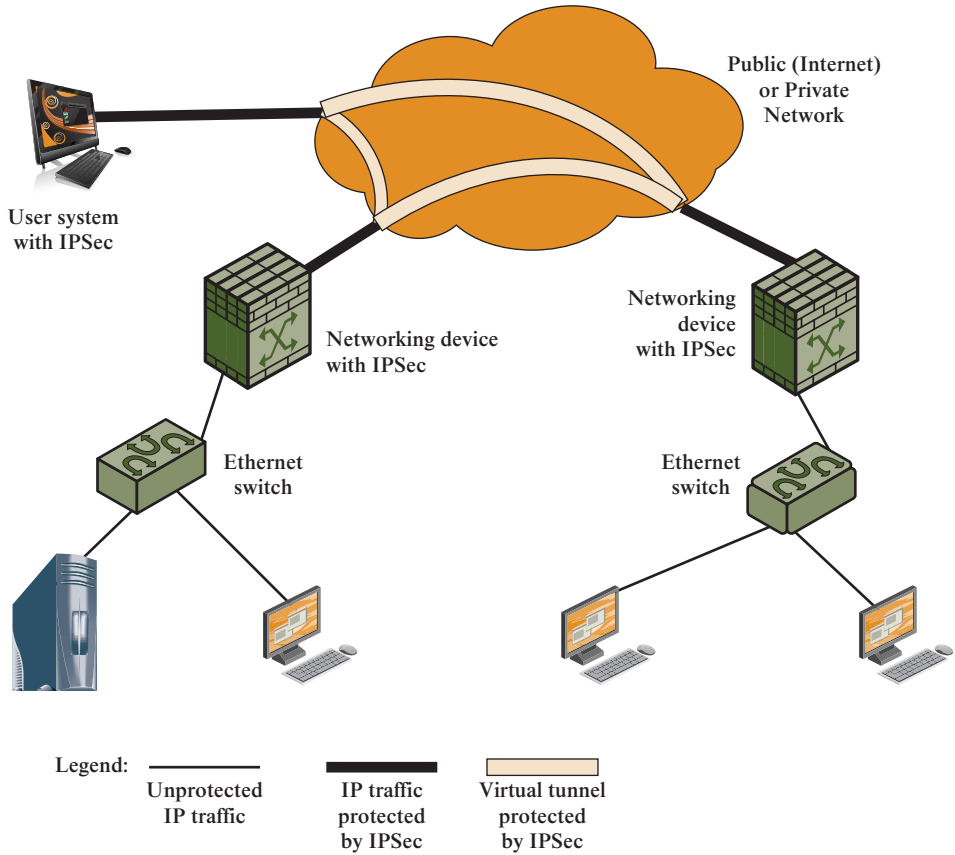 Public (Internet)
or Private
Network
User system
with IPSec
Networking device
with IPSec
Networking
device
with IPSec
Ethernet
switch
Ethernet
switch
Legend:
Unprotected
IP traffic
IP traffic
protected
by IPSec
Virtual tunnel
protected
by IPSec